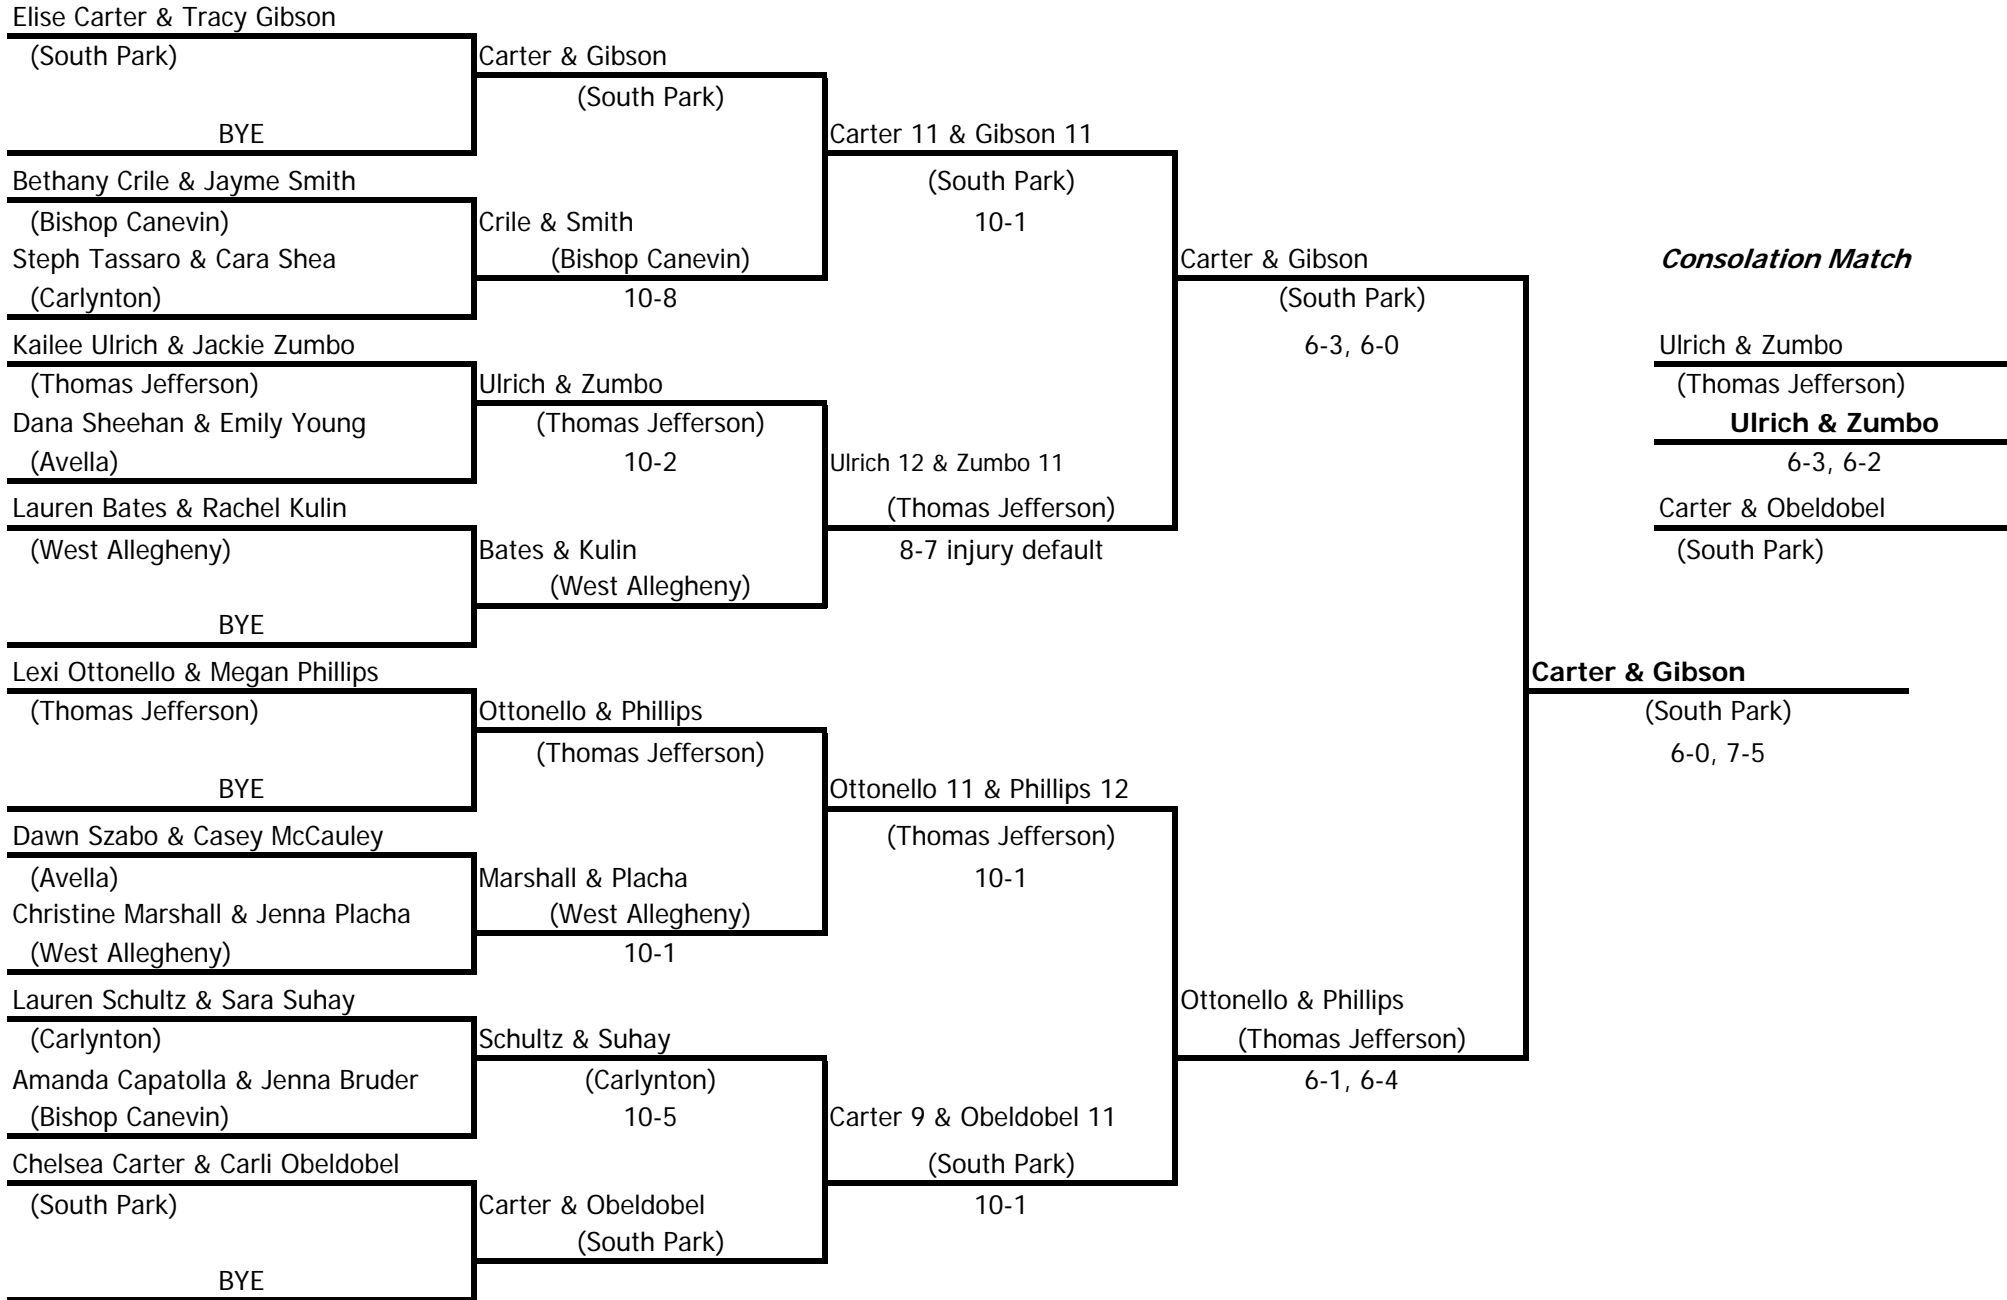 Elise Carter & Tracy Gibson
(South Park)
BYE
Bethany Crile & Jayme Smith
(Bishop Canevin)
Steph Tassaro & Cara Shea
(Carlynton)
Kailee Ulrich & Jackie Zumbo
(Thomas Jefferson)
Dana Sheehan & Emily Young
(Avella)
Lauren Bates & Rachel Kulin
(West Allegheny)
BYE
Lexi Ottonello & Megan Phillips
(Thomas Jefferson)
BYE
Dawn Szabo & Casey McCauley
(Avella)
Christine Marshall & Jenna Placha
(West Allegheny)
Lauren Schultz & Sara Suhay
(Carlynton)
Amanda Capatolla & Jenna Bruder
(Bishop Canevin)
Chelsea Carter & Carli Obeldobel
(South Park)
BYE
Carter & Gibson
(South Park)
Crile & Smith
(Bishop Canevin)
10-8
Ulrich & Zumbo
(Thomas Jefferson)
10-2
Bates & Kulin
(West Allegheny)
Ottonello & Phillips
(Thomas Jefferson)
Marshall & Placha
(West Allegheny)
10-1
Schultz & Suhay
(Carlynton)
10-5
Carter & Obeldobel
(South Park)
Carter 11 & Gibson 11
(South Park)
10-1
Ulrich 12 & Zumbo 11
(Thomas Jefferson)
8-7 injury default
Ottonello 11 & Phillips 12
(Thomas Jefferson)
10-1
Carter 9 & Obeldobel 11
(South Park)
10-1
Carter & Gibson
(South Park)
6-3, 6-0
Ottonello & Phillips
(Thomas Jefferson)
6-1, 6-4
Carter & Gibson
(South Park)
6-0, 7-5
Consolation Match
Ulrich & Zumbo
(Thomas Jefferson)
Ulrich & Zumbo
6-3, 6-2
Carter & Obeldobel
(South Park)